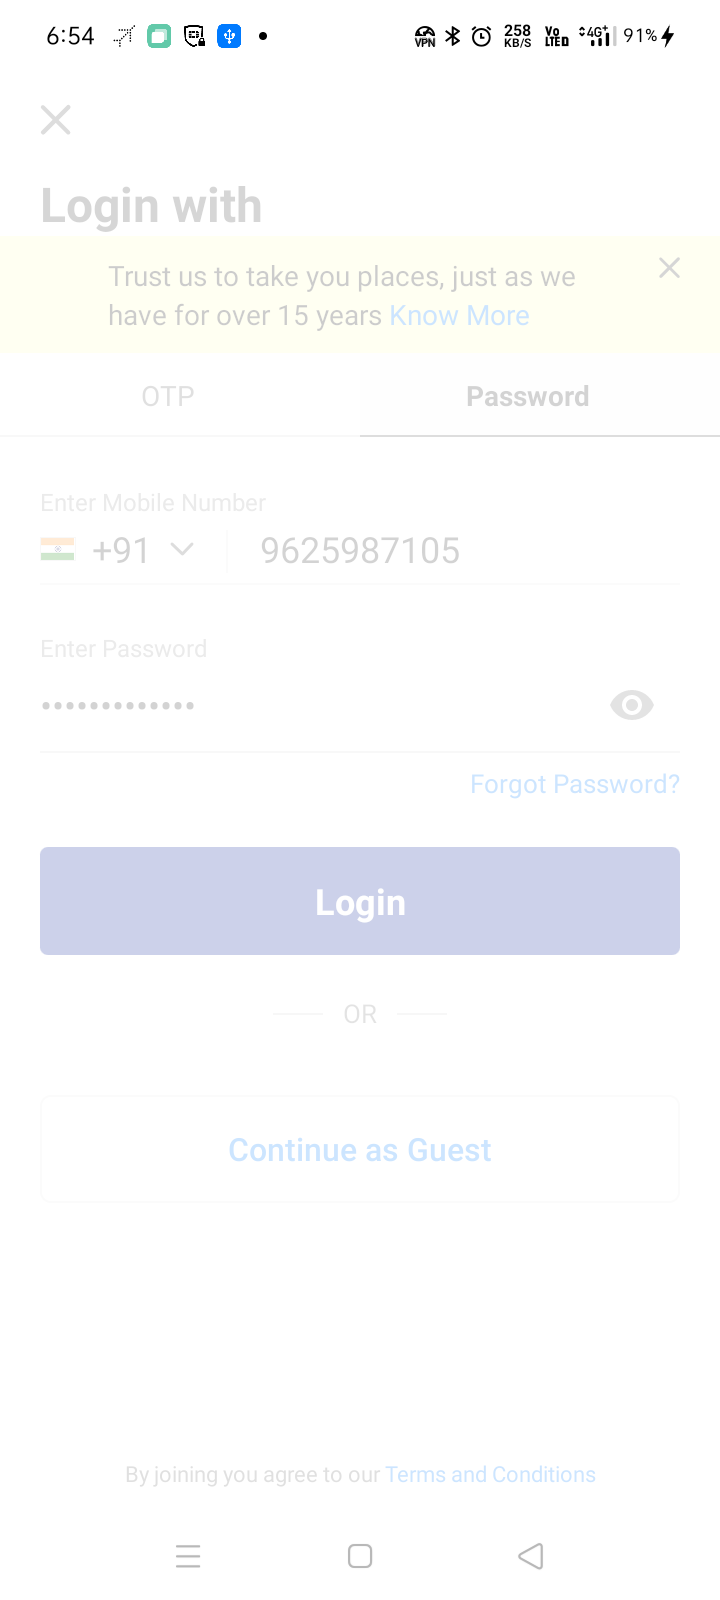 6:54
VPN 258 KB/S Vo LTE D 4G+ 91%
Login with
Trust us to take you places, just as we
have for over 15 years Know More
OTP Password
Enter Mobile Number
+91 9625987105
Enter Password
•••••••••••••
Forgot Password?
Login
OR
Continue as Guest
By joining you agree to our Terms and Conditions